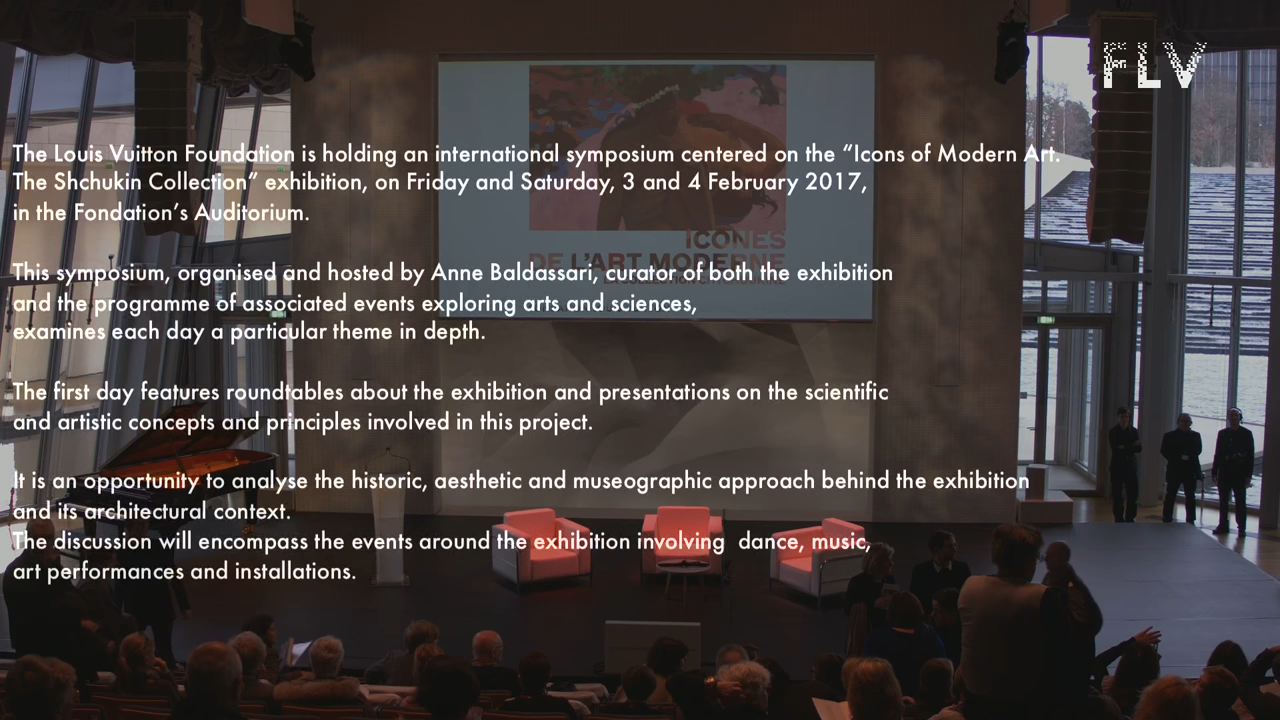 FLV
The Louis Vuitton Foundation is holding an international symposium centered on the “Icons of Modern Art.
The Shchukin Collection” exhibition, on Friday and Saturday, 3 and 4 February 2017,
in the Fondation’s Auditorium.
ICONES
DE L’ART MODERNE
This symposium, organised and hosted by Anne Baldassari, curator of both the exhibition
and the programme of associated events exploring arts and sciences,
examines each day a particular theme in depth.
The first day features roundtables about the exhibition and presentations on the scientific
and artistic concepts and principles involved in this project.
It is an opportunity to analyse the historic, aesthetic and museographic approach behind the exhibition
and its architectural context.
The discussion will encompass the events around the exhibition involving  dance, music,
art performances and installations.